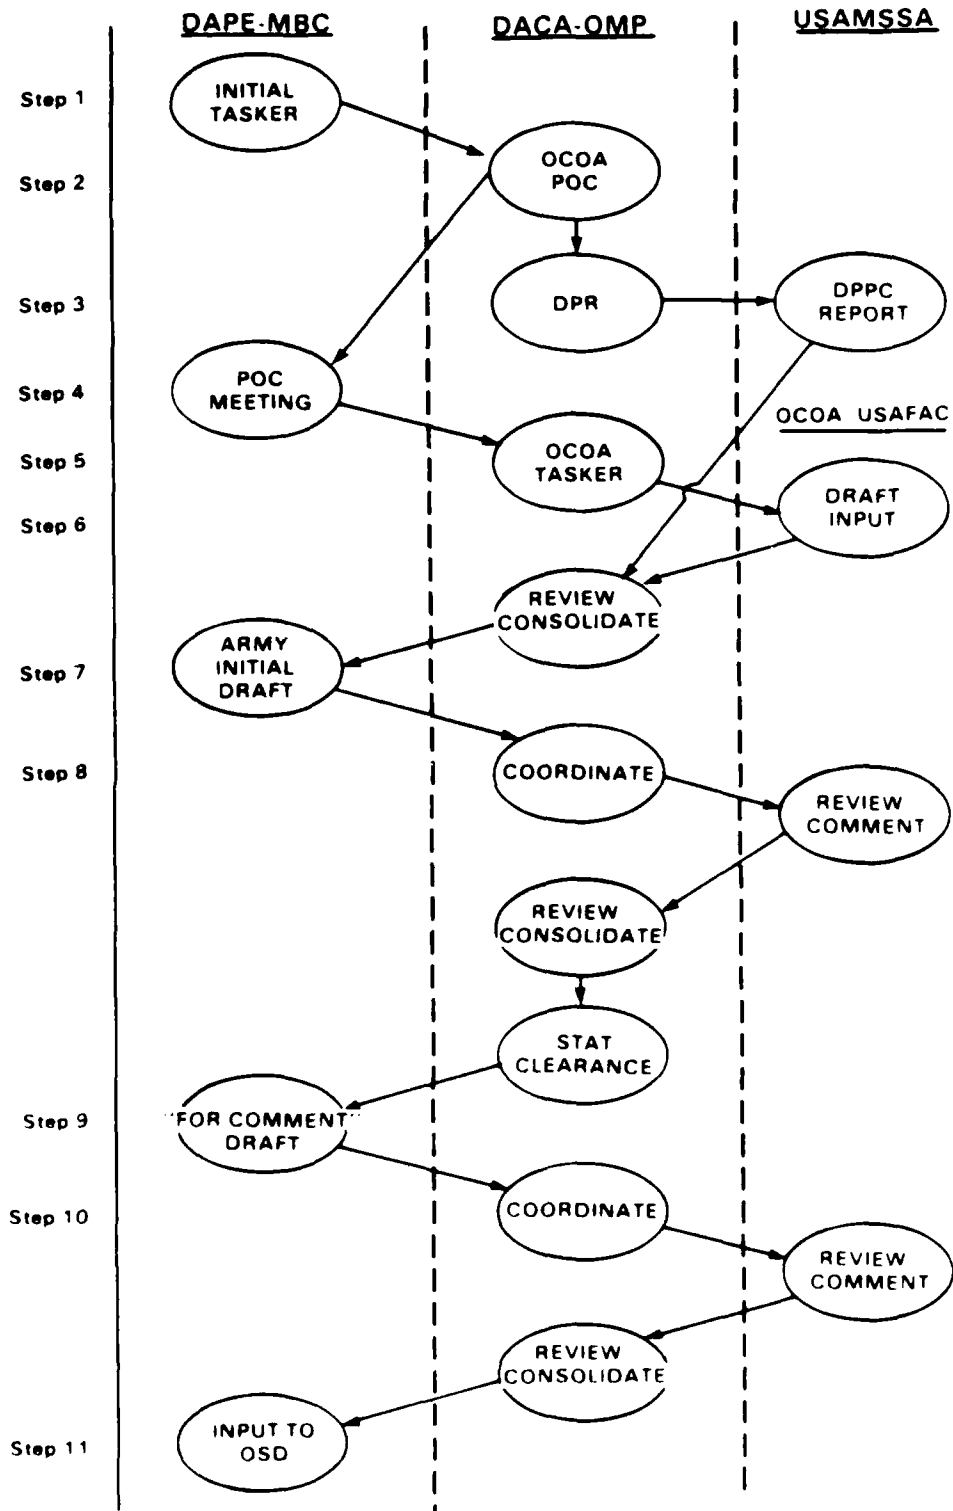 DAPE-MBC
DACA-OMP
USAMSSA
Step 1
INITIAL
TASKER
Step 2
OCOA
POC
Step 3
DPR
DPPC
REPORT
Step 4
POC
MEETING
OCOA USAFAC
Step 5
OCOA
TASKER
Step 6
DRAFT
INPUT
REVIEW
CONSOLIDATE
Step 7
ARMY
INITIAL
DRAFT
Step 8
COORDINATE
REVIEW
COMMENT
REVIEW
CONSOLIDATE
STAT
CLEARANCE
Step 9
"FOR COMMENT"
DRAFT
Step 10
COORDINATE
REVIEW
COMMENT
REVIEW
CONSOLIDATE
Step 11
INPUT TO
OSD